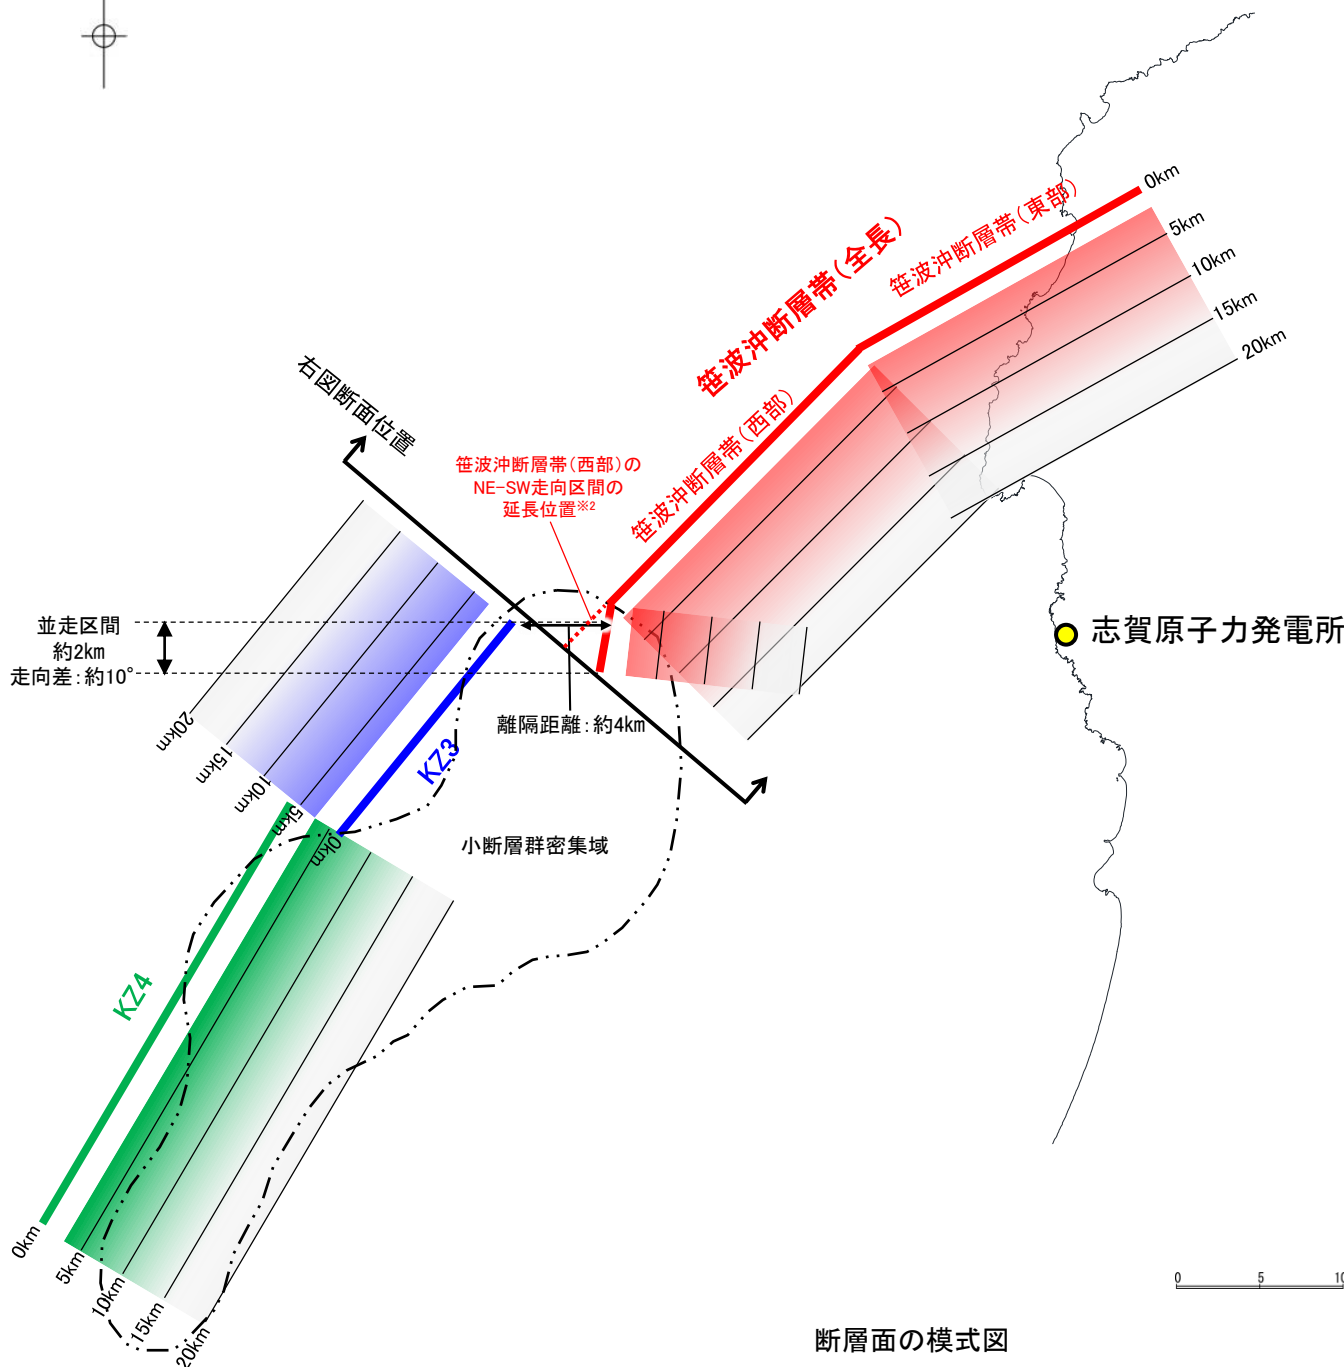 0km
5km
10km
15km
20km
笹波沖断層帯(東部)
笹波沖断層帯(全長)
笹波沖断層帯(西部)
右図断面位置
笹波沖断層帯(西部)の
NE-SW走向区間の
延長位置※2
並走区間
約2km
走向差:約10°
志賀原子力発電所
離隔距離:約4km
20km
15km
10km
5km
0km
KZ3
小断層群密集域
KZ4
0km
5km
10km
15km
20km
0 5 10
断層面の模式図